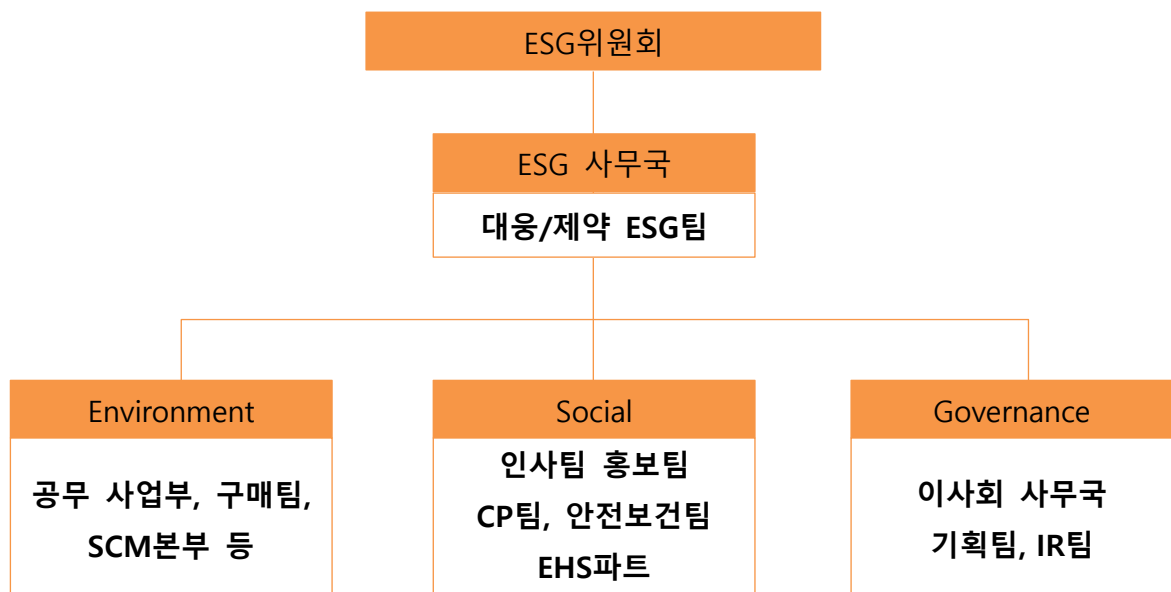 ESG위원회
ESG 사무국
대웅/제약 ESG팀
Environment
공무 사업부, 구매팀,
SCM본부 등
Social
인사팀 홍보팀
CP팀, 안전보건팀
EHS파트
Governance
이사회 사무국
기획팀, IR팀